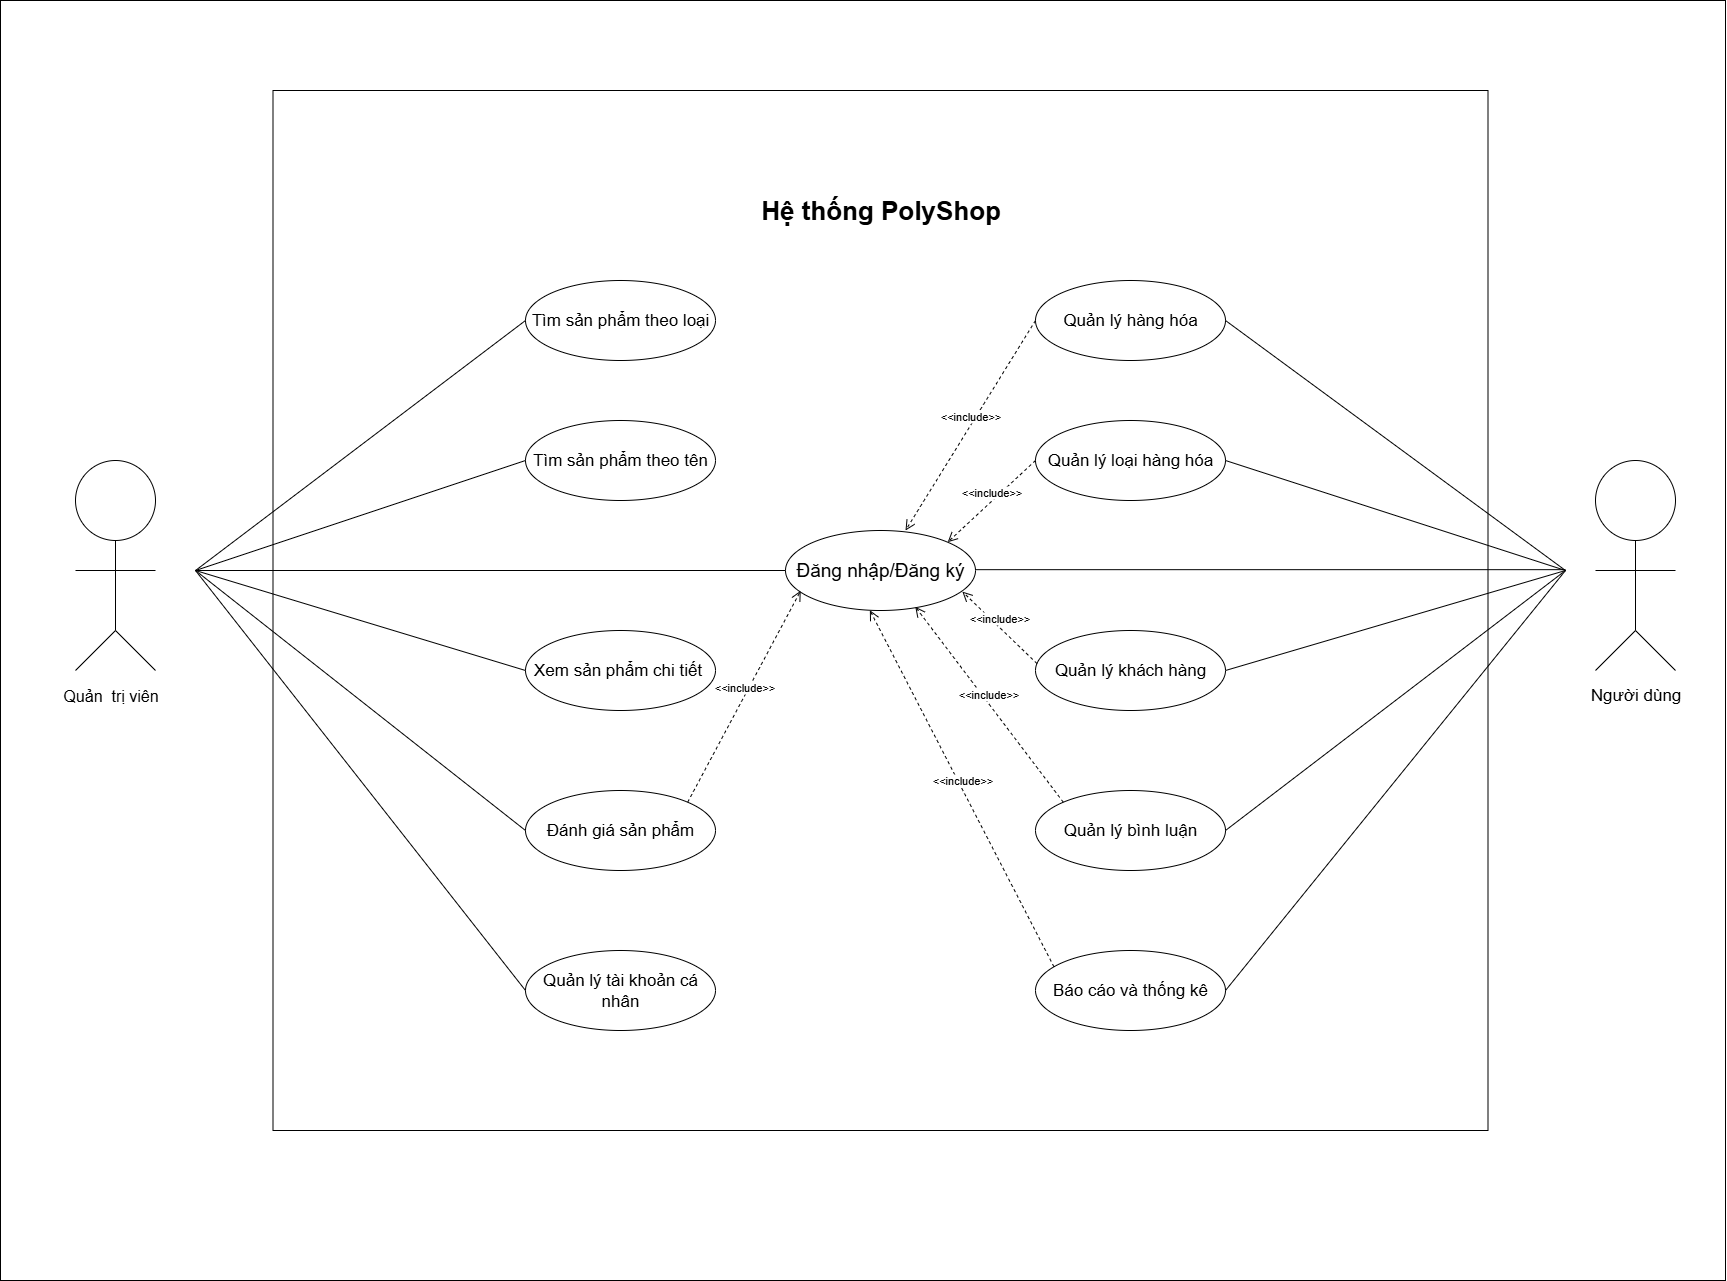 Hệ thống PolyShop
Tìm sản phẩm theo loại
Quản lý hàng hóa
<<include>>
Tìm sản phẩm theo tên
Quản lý loại hàng hóa
<<include>>
Đăng nhập/Đăng ký
<<include>>
Xem sản phẩm chi tiết
Quản lý khách hàng
<<include>>
<<include>>
Quản trị viên
Người dùng
<<include>>
Đánh giá sản phẩm
Quản lý bình luận
Quản lý tài khoản cá
nhân
Báo cáo và thống kê